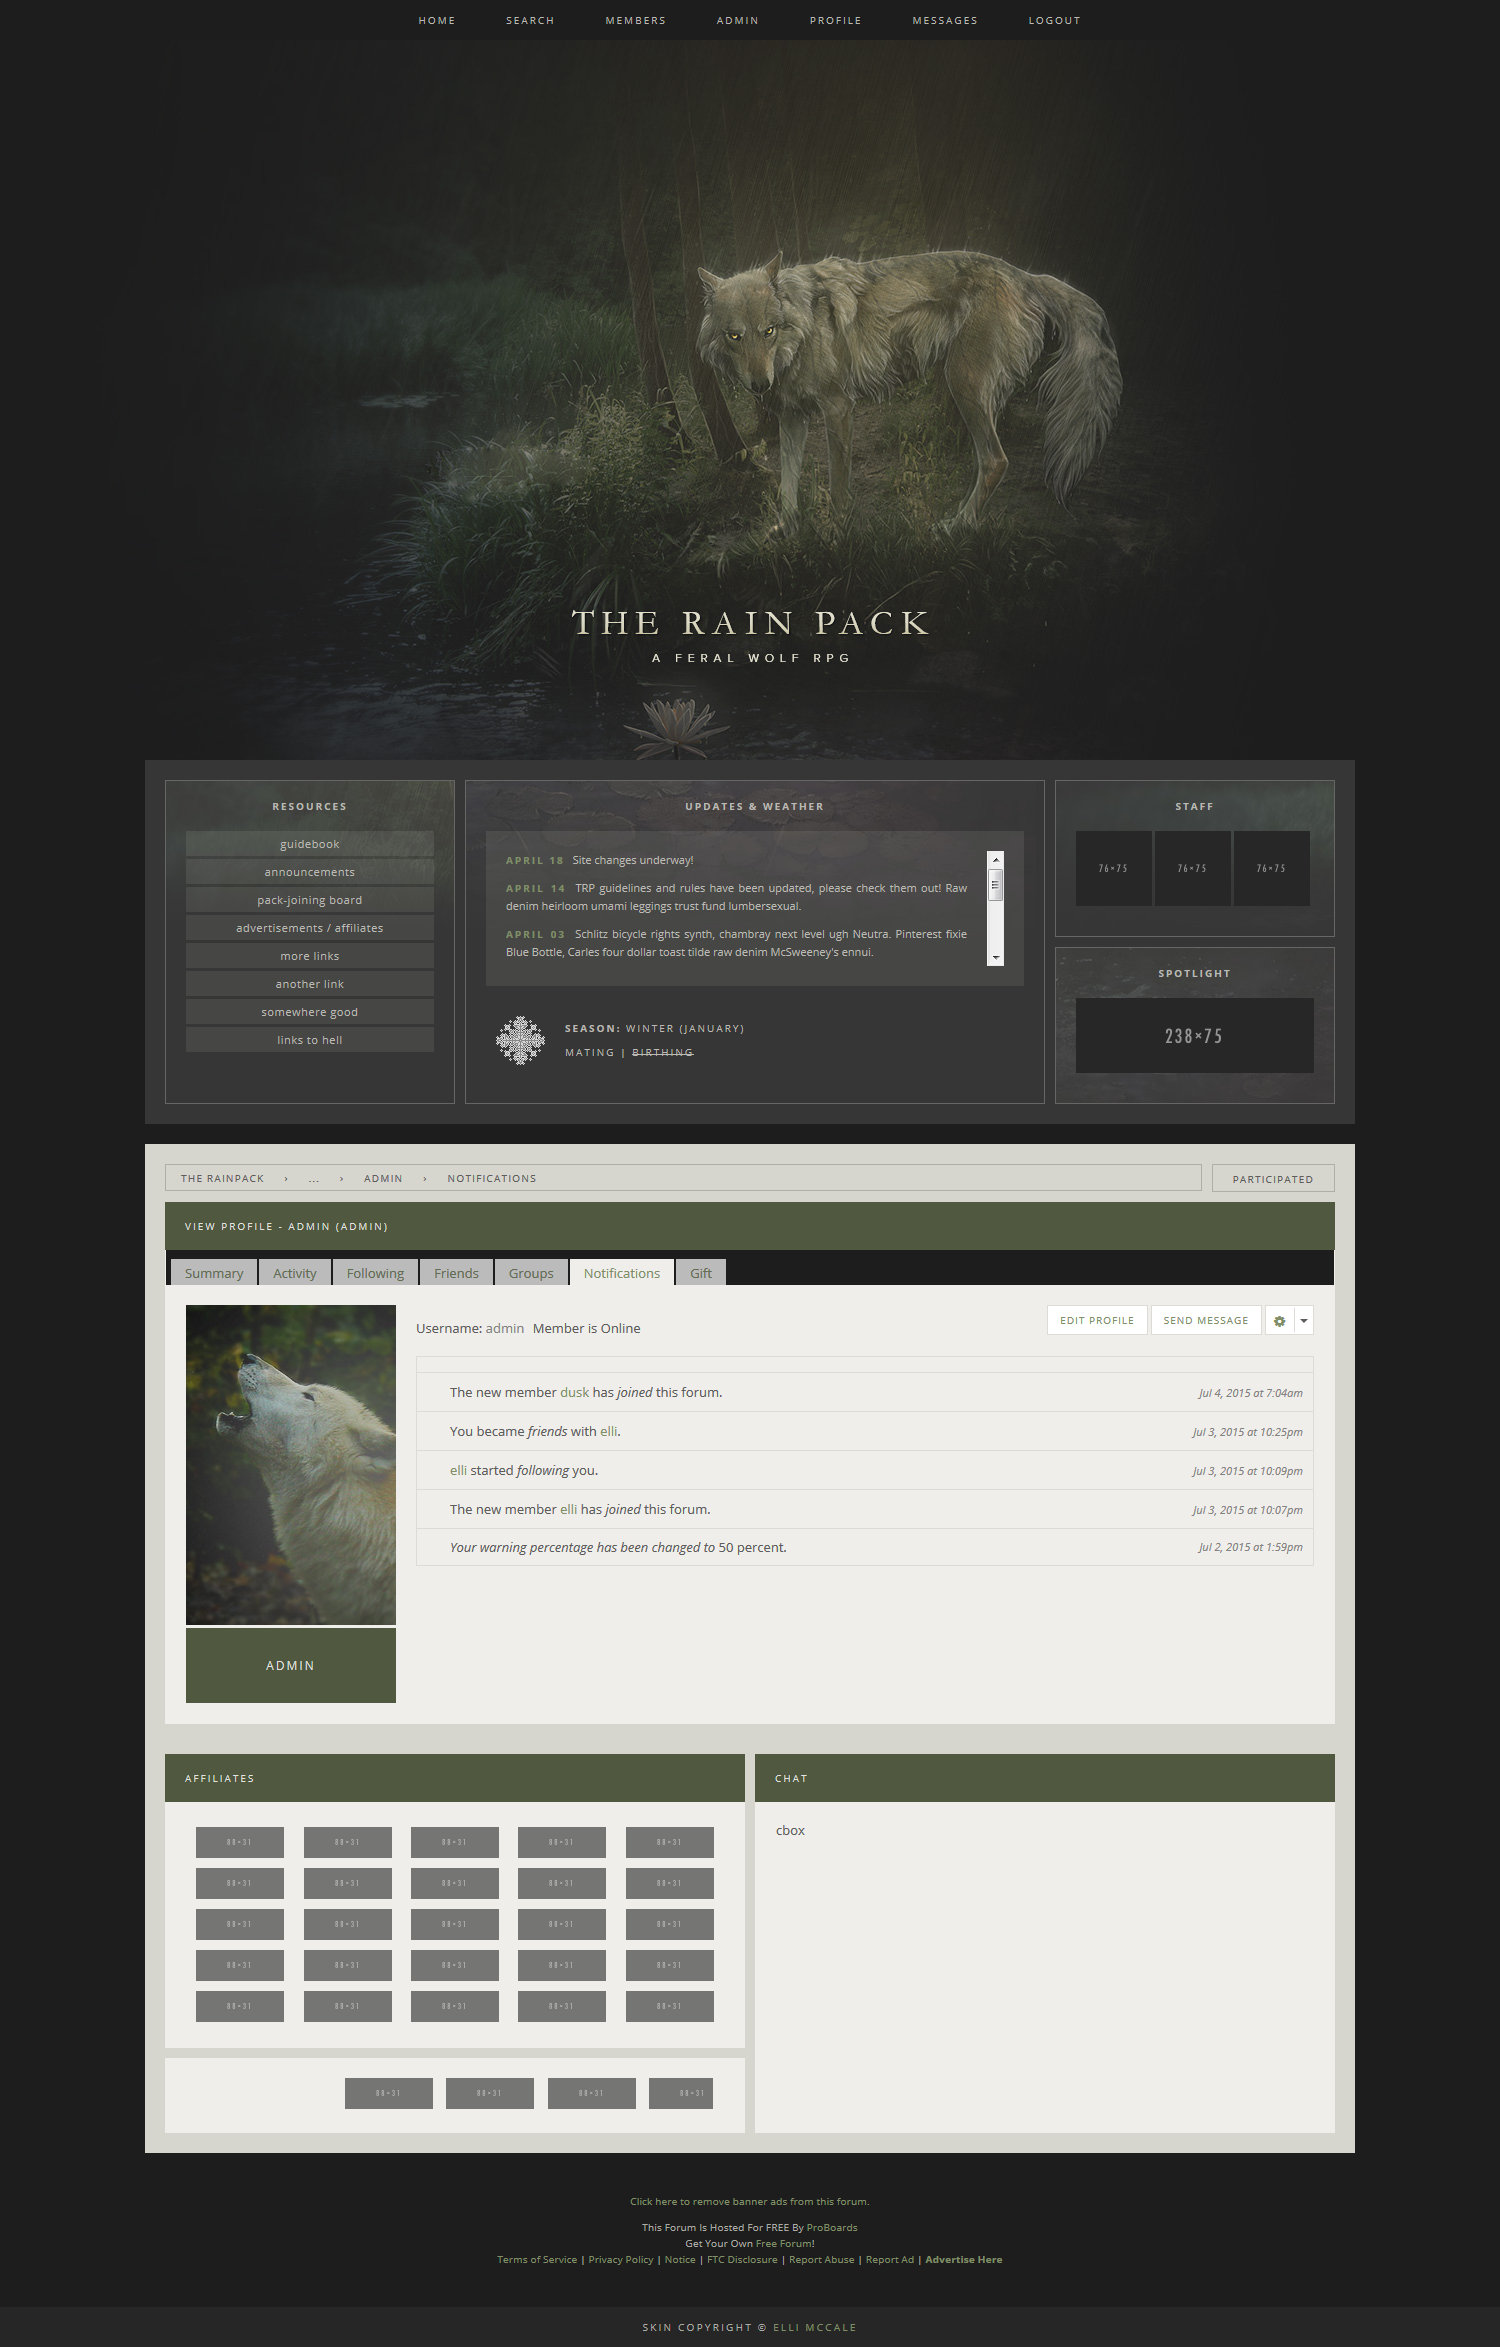 HOME SEARCH MEMBERS ADMIN PROFILE MESSAGES LOGOUT
THE RAIN PACK
A FERAL WOLF RPG
RESOURCES
guidebook
announcements
pack-joining board
advertisements / affiliates
more links
another link
somewhere good
links to hell
UPDATES & WEATHER
APRIL 18 Site changes underway!
APRIL 14 TRP guidelines and rules have been updated, please check them out! Raw
denim heirloom umami leggings trust fund lumbersexual.
APRIL 03 Schlitz bicycle rights synth, chambray next level ugh Neutra. Pinterest fixie
Blue Bottle, Carles four dollar toast tilde raw denim McSweeney's ennui.
SEASON: WINTER (JANUARY)
MATING | BIRTHING
STAFF
76×75 76×75 76×75
SPOTLIGHT
238×75
THE RAINPACK › ... › ADMIN › NOTIFICATIONS
PARTICIPATED
VIEW PROFILE - ADMIN (ADMIN)
Summary Activity Following Friends Groups Notifications Gift
Username: admin Member is Online
EDIT PROFILE SEND MESSAGE
The new member dusk has joined this forum. Jul 4, 2015 at 7:04am
You became friends with elli. Jul 3, 2015 at 10:25pm
elli started following you. Jul 3, 2015 at 10:09pm
The new member elli has joined this forum. Jul 3, 2015 at 10:07pm
Your warning percentage has been changed to 50 percent. Jul 2, 2015 at 1:59pm
ADMIN
AFFILIATES
88×31 88×31 88×31 88×31 88×31
88×31 88×31 88×31 88×31 88×31
88×31 88×31 88×31 88×31 88×31
88×31 88×31 88×31 88×31 88×31
88×31 88×31 88×31 88×31 88×31
88×31 88×31 88×31 88×31
CHAT
cbox
Click here to remove banner ads from this forum.
This Forum Is Hosted For FREE By ProBoards
Get Your Own Free Forum!
Terms of Service | Privacy Policy | Notice | FTC Disclosure | Report Abuse | Report Ad | Advertise Here
SKIN COPYRIGHT © ELLI MCCALE